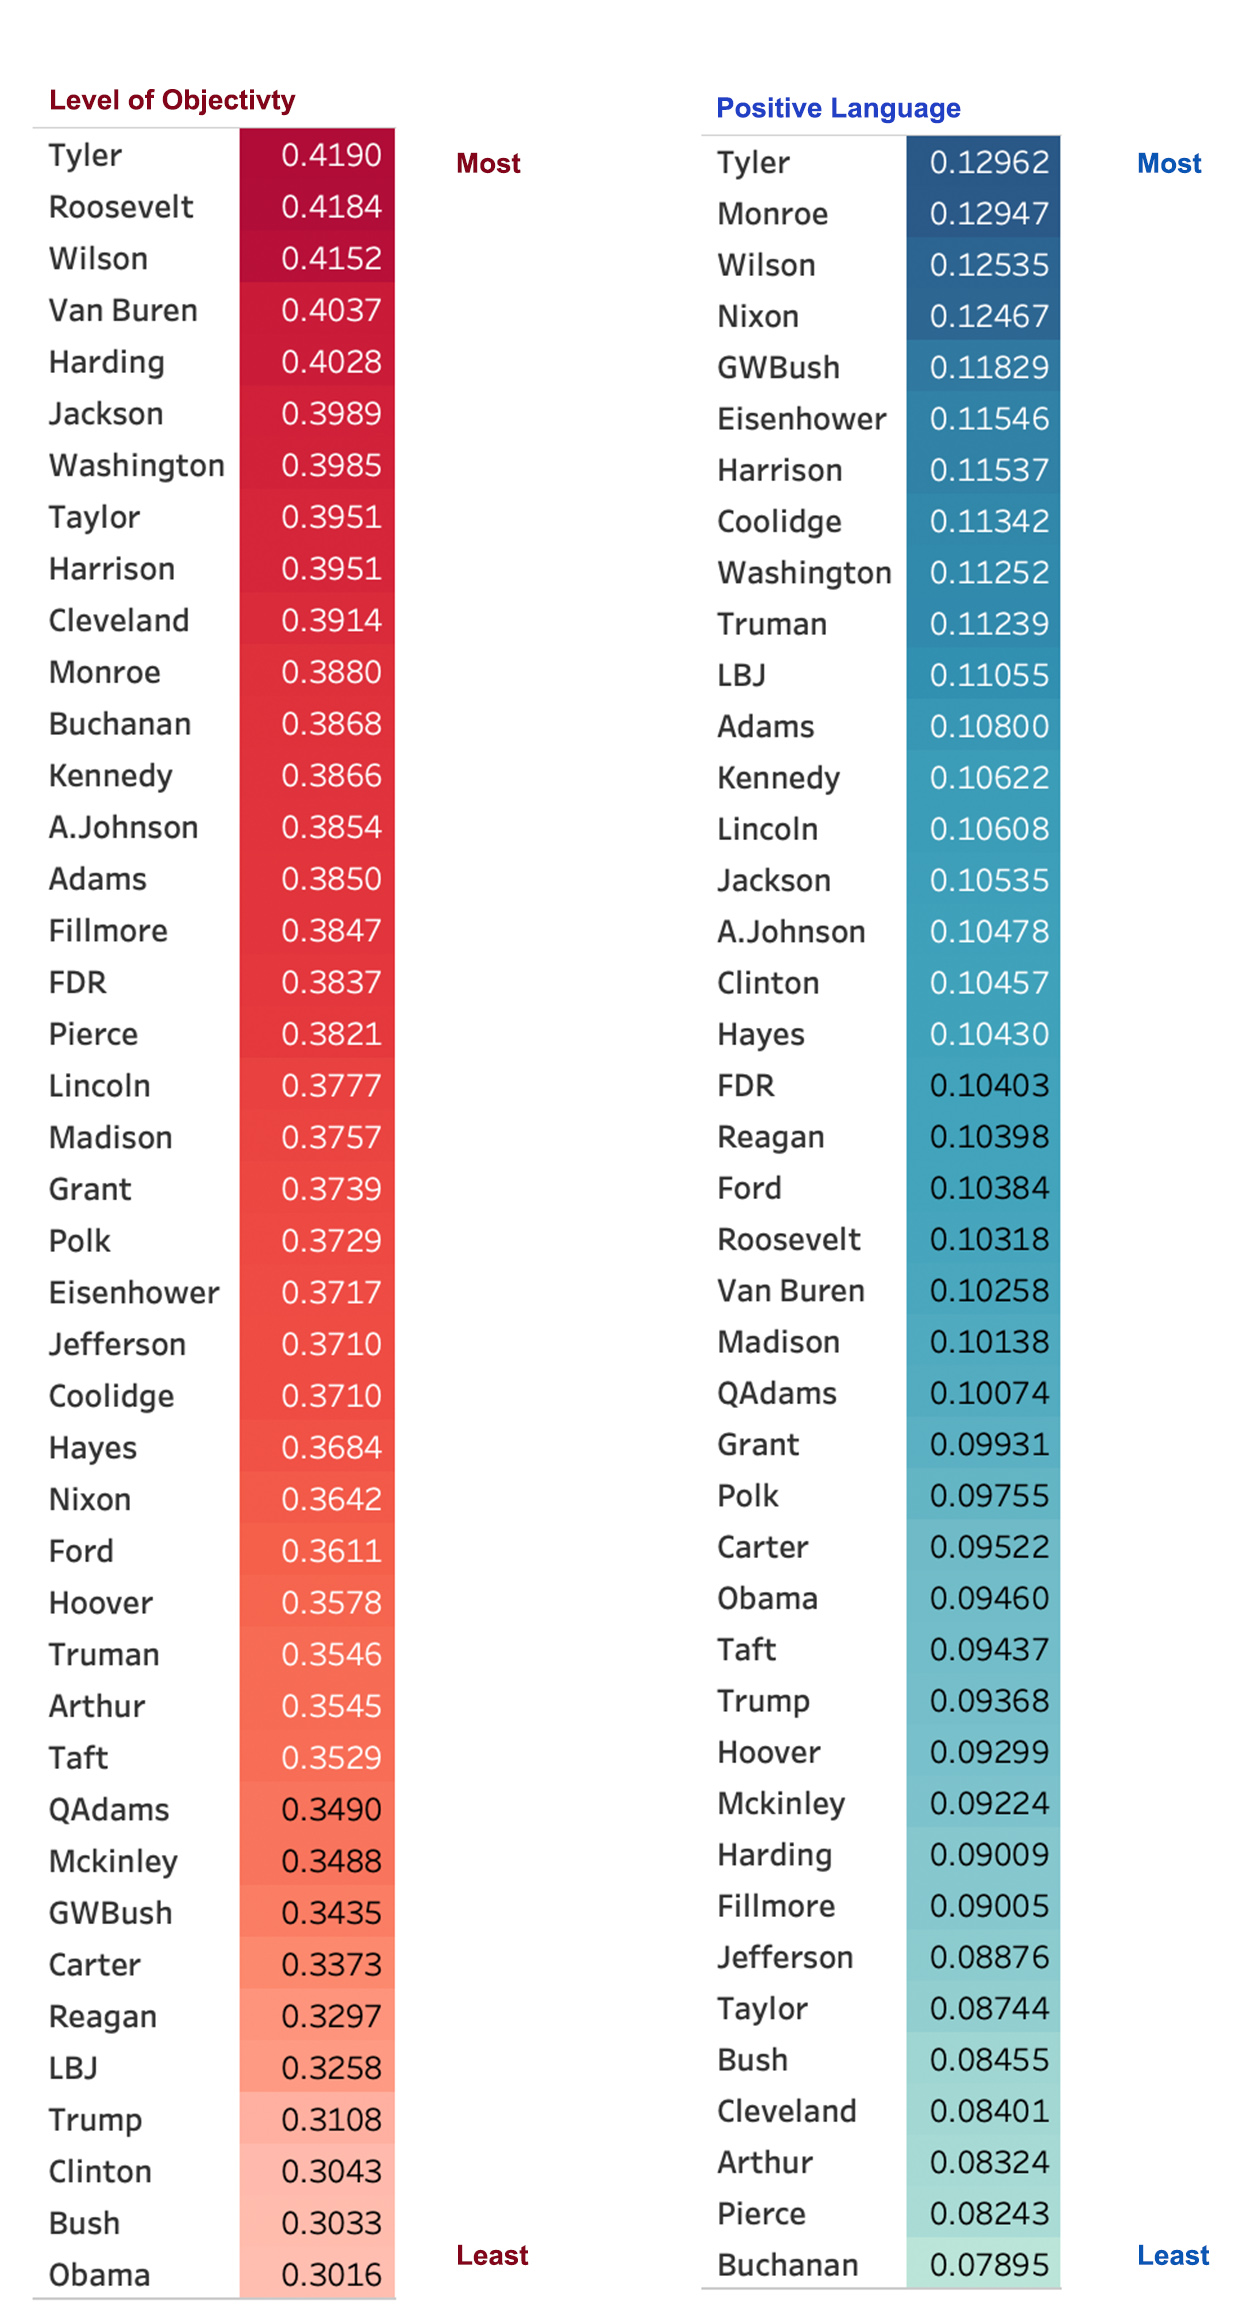 Level of Objectivty
Tyler 0.4190 Most
Roosevelt 0.4184
Wilson 0.4152
Van Buren 0.4037
Harding 0.4028
Jackson 0.3989
Washington 0.3985
Taylor 0.3951
Harrison 0.3951
Cleveland 0.3914
Monroe 0.3880
Buchanan 0.3868
Kennedy 0.3866
A.Johnson 0.3854
Adams 0.3850
Fillmore 0.3847
FDR 0.3837
Pierce 0.3821
Lincoln 0.3777
Madison 0.3757
Grant 0.3739
Polk 0.3729
Eisenhower 0.3717
Jefferson 0.3710
Coolidge 0.3710
Hayes 0.3684
Nixon 0.3642
Ford 0.3611
Hoover 0.3578
Truman 0.3546
Arthur 0.3545
Taft 0.3529
QAdams 0.3490
Mckinley 0.3488
GWBush 0.3435
Carter 0.3373
Reagan 0.3297
LBJ 0.3258
Trump 0.3108
Clinton 0.3043
Bush 0.3033
Obama 0.3016 Least
Positive Language
Tyler 0.12962 Most
Monroe 0.12947
Wilson 0.12535
Nixon 0.12467
GWBush 0.11829
Eisenhower 0.11546
Harrison 0.11537
Coolidge 0.11342
Washington 0.11252
Truman 0.11239
LBJ 0.11055
Adams 0.10800
Kennedy 0.10622
Lincoln 0.10608
Jackson 0.10535
A.Johnson 0.10478
Clinton 0.10457
Hayes 0.10430
FDR 0.10403
Reagan 0.10398
Ford 0.10384
Roosevelt 0.10318
Van Buren 0.10258
Madison 0.10138
QAdams 0.10074
Grant 0.09931
Polk 0.09755
Carter 0.09522
Obama 0.09460
Taft 0.09437
Trump 0.09368
Hoover 0.09299
Mckinley 0.09224
Harding 0.09009
Fillmore 0.09005
Jefferson 0.08876
Taylor 0.08744
Bush 0.08455
Cleveland 0.08401
Arthur 0.08324
Pierce 0.08243
Buchanan 0.07895 Least